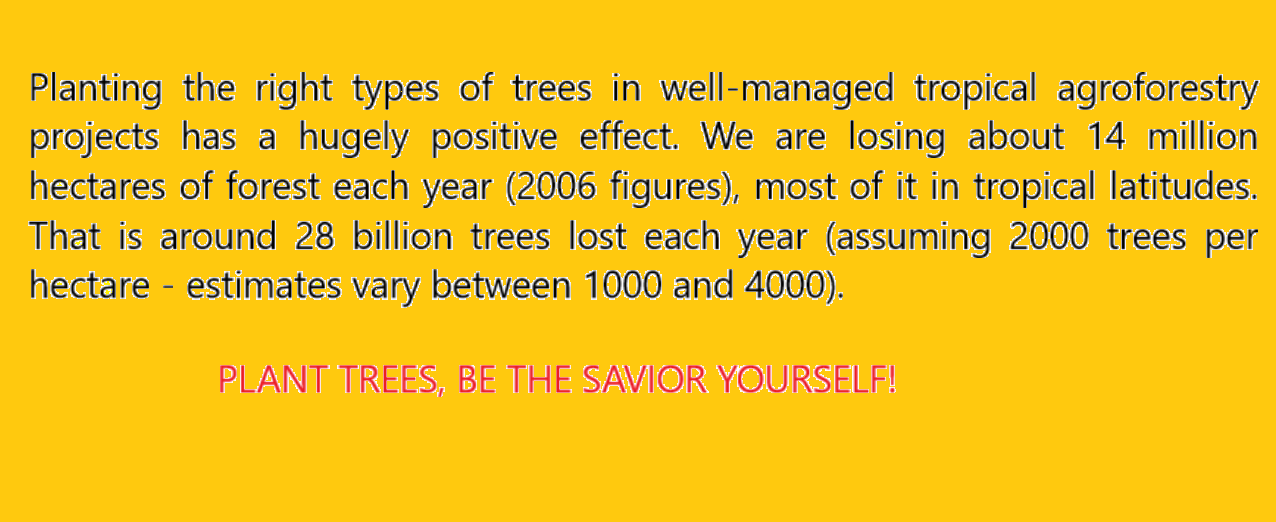 Planting the right types of trees in well-managed tropical agroforestry
projects has a hugely positive effect. We are losing about 14 million
hectares of forest each year (2006 figures), most of it in tropical latitudes.
That is around 28 billion trees lost each year (assuming 2000 trees per
hectare - estimates vary between 1000 and 4000).
PLANT TREES, BE THE SAVIOR YOURSELF!